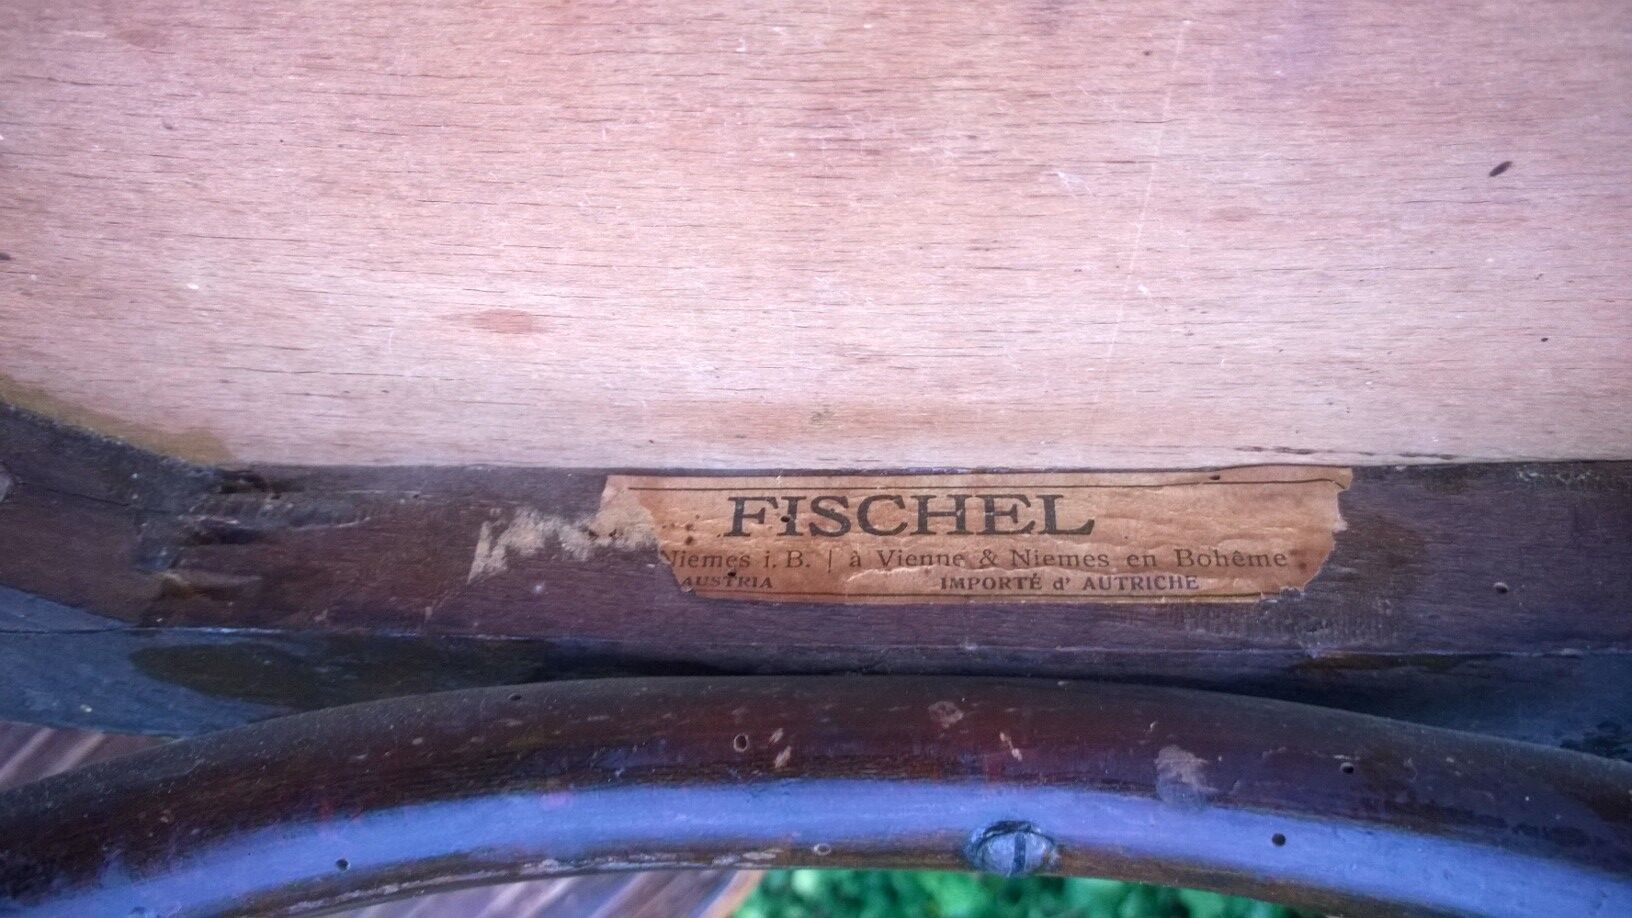 FISCHEL
Niemes i. B. | à Vienne & Niemes en Bohême
AUSTRIA IMPORTÉ d' AUTRICHE